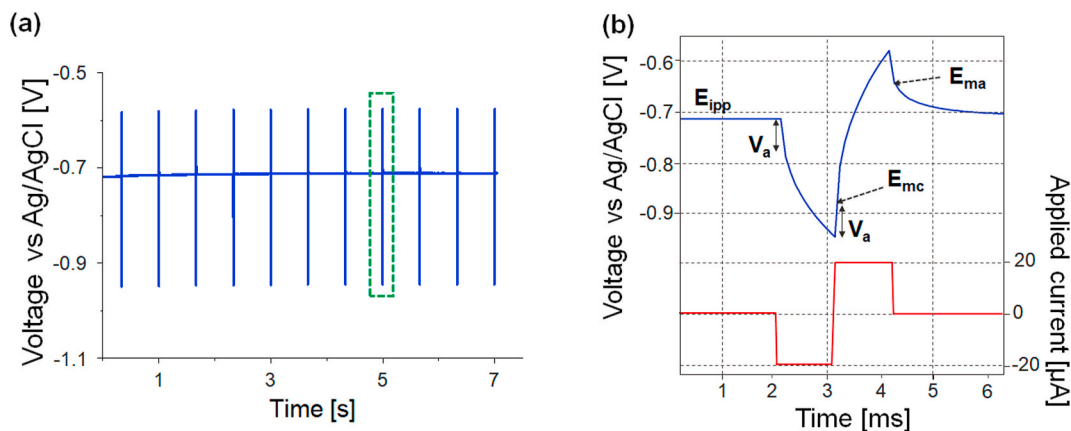 (a)
Voltage vs Ag/AgCl [V]
-0.5
-0.7
-0.9
-1.1
1
3
5
7
Time [s]
(b)
Voltage vs Ag/AgCl [V]
-0.6
-0.7
-0.8
-0.9
Eipp
Va
Ema
Emc
Va
20
0
-20
Applied current [µA]
1
2
3
4
5
6
Time [ms]